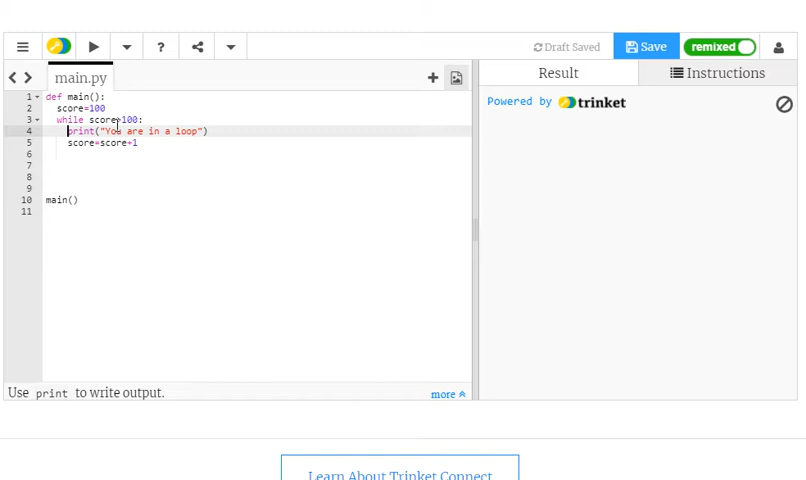 ? Draft Saved Save remixed
main.py
Result Instructions
1 def main():
2 score=100
3 while
4 print("You are in a loop")
5 score=score+1
6
7
8
9
10 main()
11
Powered by trinket
Use print to write output. more
Learn About Trinket Connect